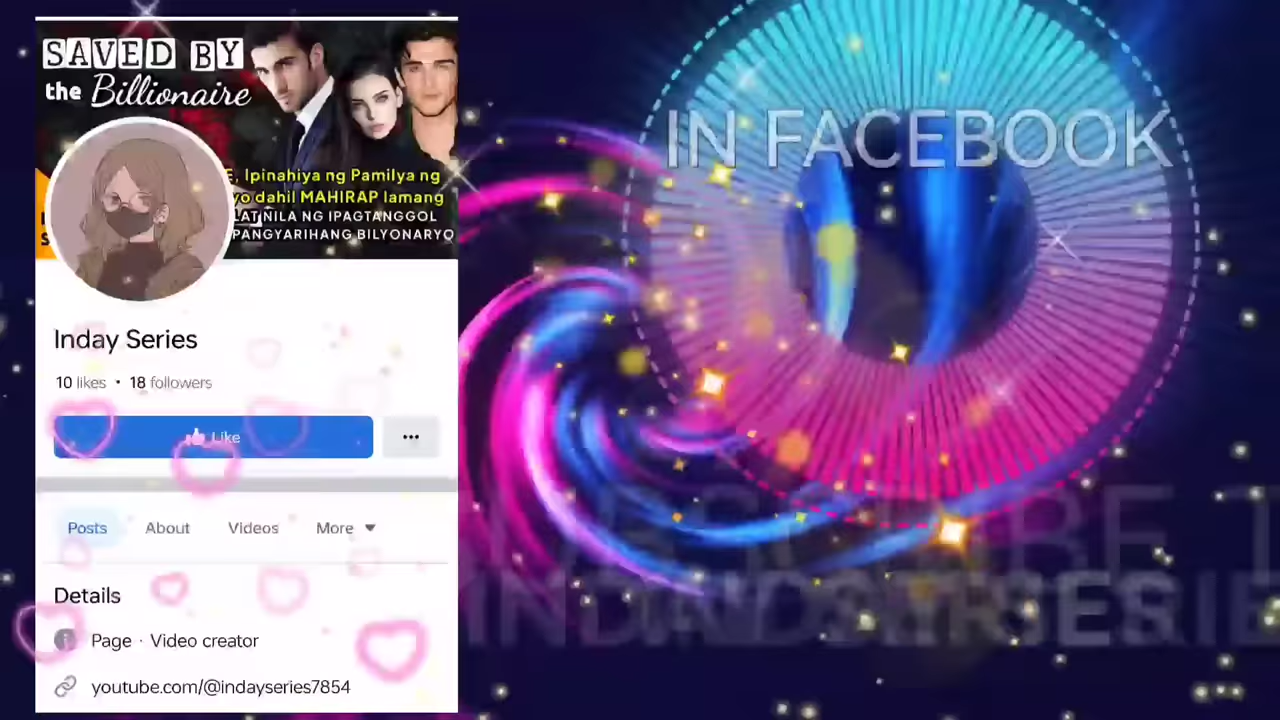 SAVED BY
the Billionaire
Ipinahiya ng Pamilya ng
dahil MAHIRAP lamang
NILA NG IPAGTANGGOL
PANGYARIHANG BILYONARYO
Inday Series
10 likes • 18 followers
Like
Posts About Videos More
Details
Page · Video creator
youtube.com/@indayseries7854
IN FACEBOOK